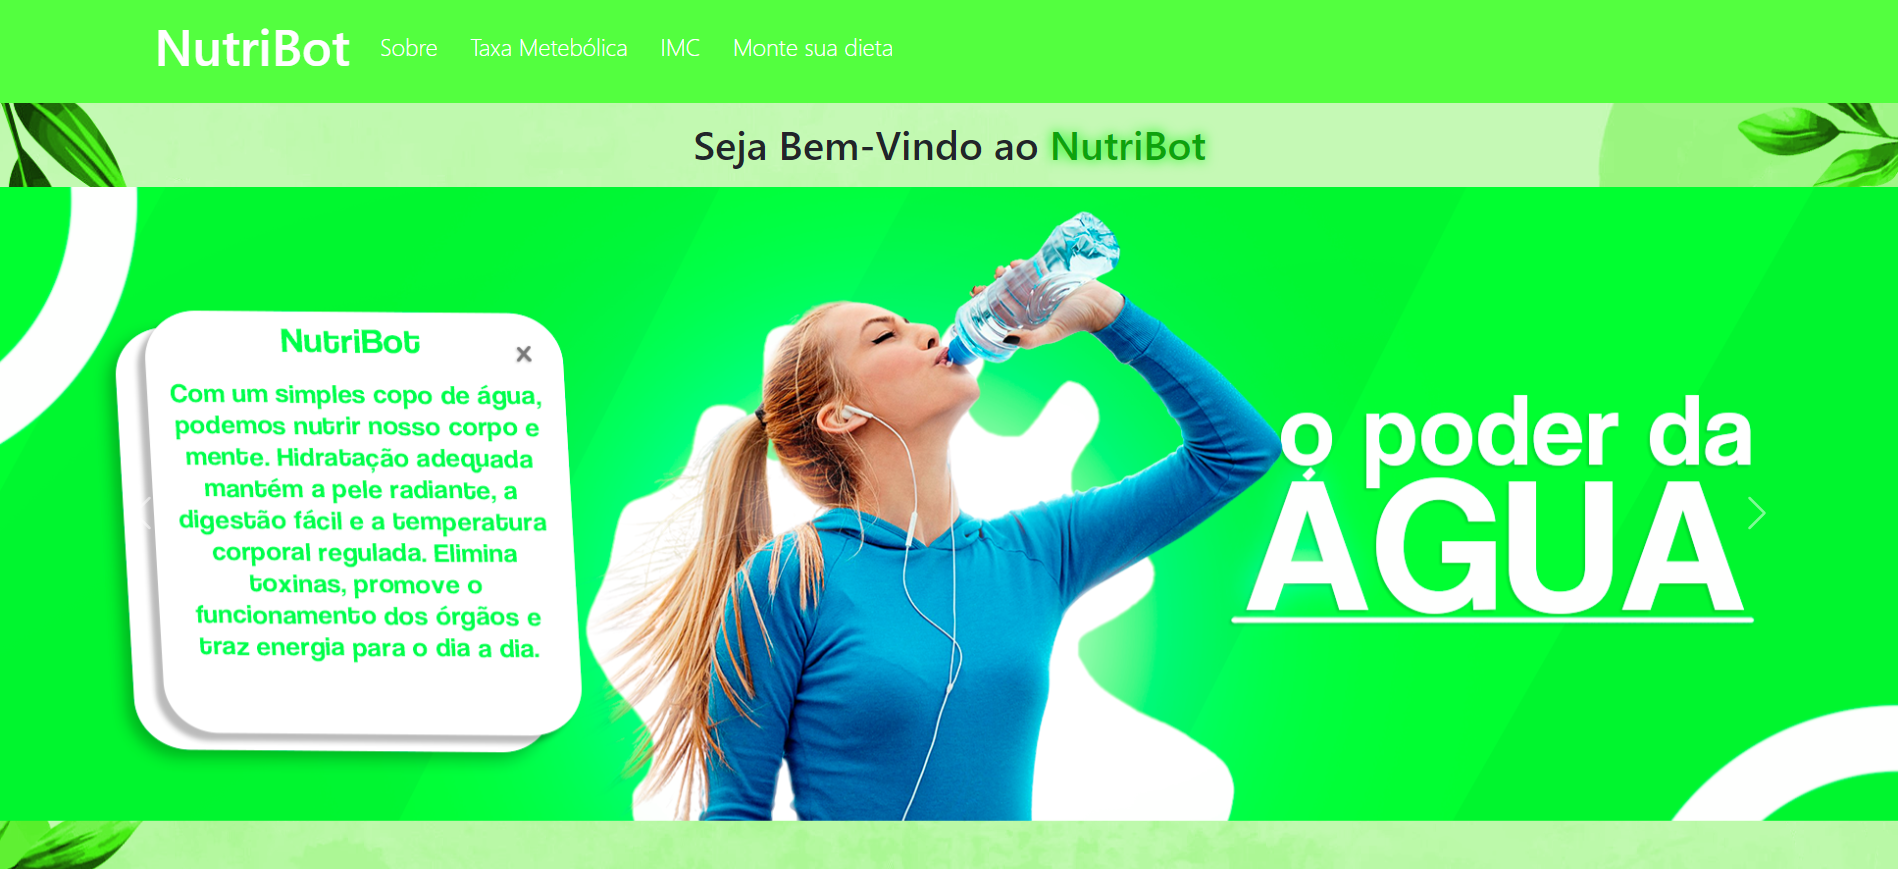 NutriBot Sobre Taxa Metebólica IMC Monte sua dieta
Seja Bem-Vindo ao NutriBot
NutriBot
Com um simples copo de água,
podemos nutrir nosso corpo e
mente. Hidratação adequada
mantém a pele radiante, a
digestão fácil e a temperatura
corporal regulada. Elimina
toxinas, promove o
funcionamento dos órgãos e
traz energia para o dia a dia.
o poder da
ÁGUA